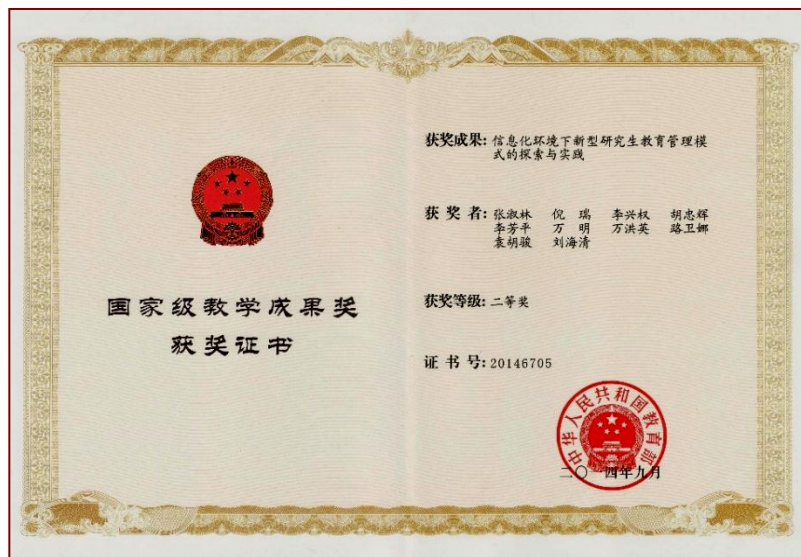 国家级教学成果奖
获奖证书
获奖成果:信息化环境下新型研究生教育管理模
式的探索与实践
获 奖 者:张淑林 倪瑞 李兴权 胡忠辉
李芳平 万明 万洪英 路卫娜
袁胡骏 刘海清
获奖等级:二等奖
证 书 号:20146705
中华人民共和国教育部
二〇一四年九月